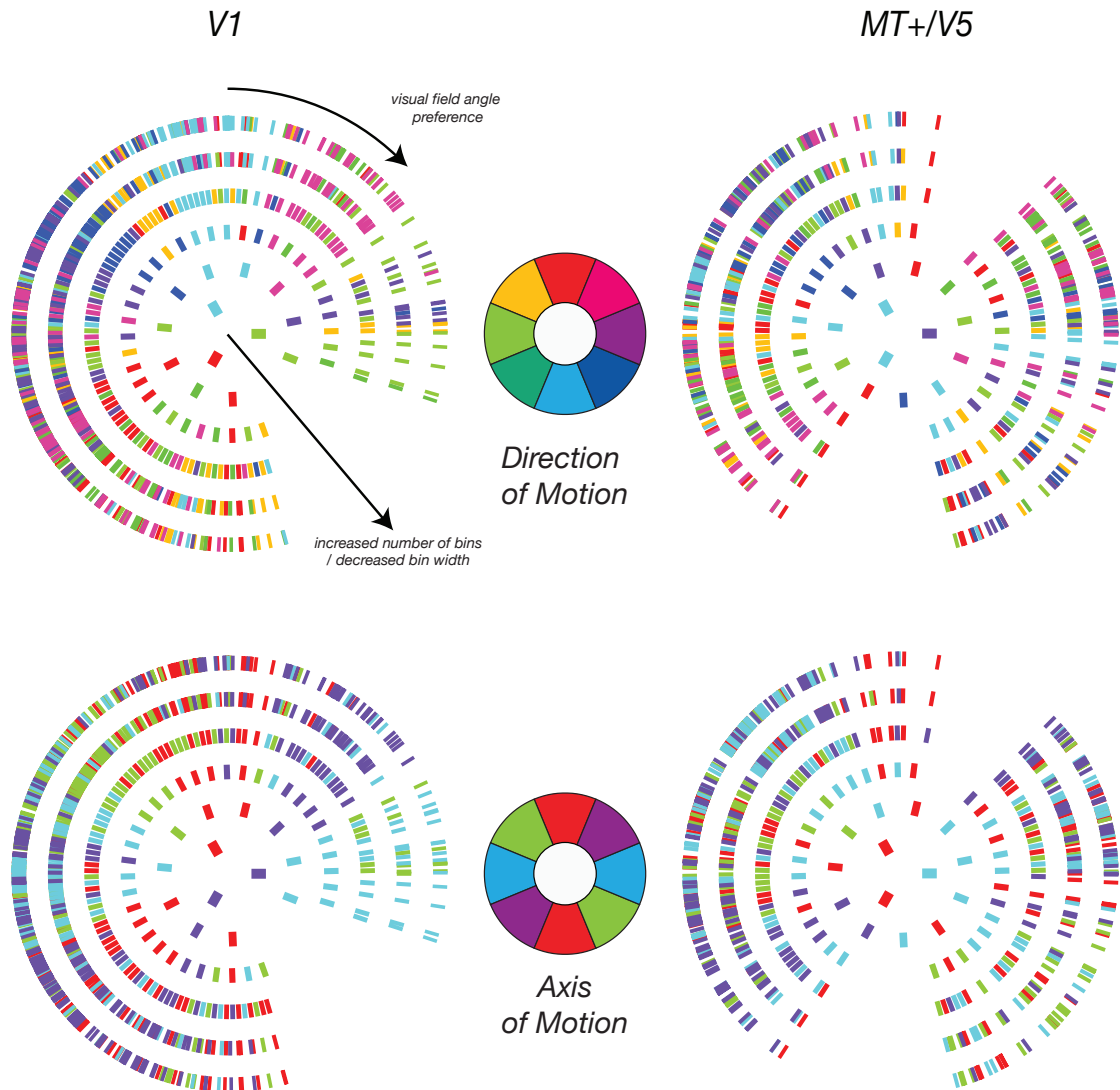 V1
MT+/V5
visual field angle
preference
Direction
of Motion
increased number of bins
/ decreased bin width
Axis
of Motion